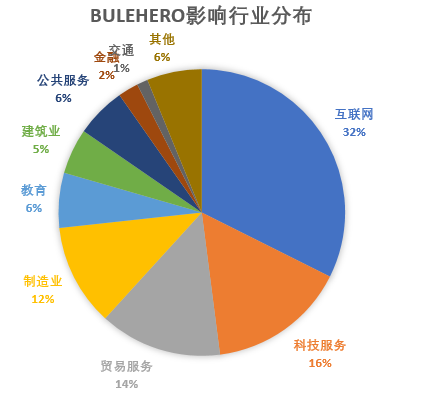 BULEHERO影响行业分布
其他
6%
交通
1%
金融
2%
公共服务
6%
建筑业
5%
教育
6%
制造业
12%
贸易服务
14%
科技服务
16%
互联网
32%